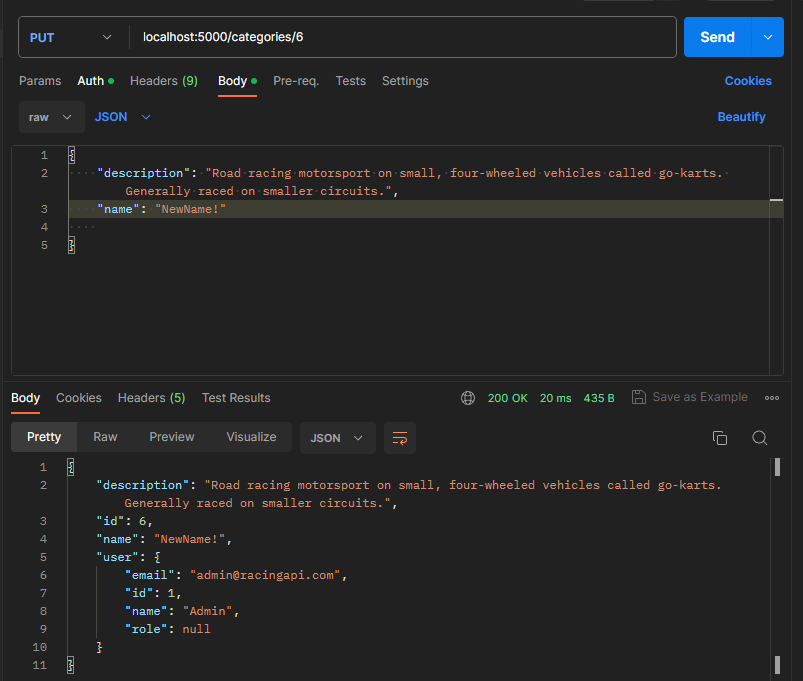 PUT localhost:5000/categories/6 Send
Params Auth Headers (9) Body Pre-req. Tests Settings Cookies
raw JSON Beautify
1 {
2 "description": "Road racing motorsport on small, four-wheeled vehicles called go-karts.
Generally raced on smaller circuits.",
3 "name": "NewName!"
4
5 }
Body Cookies Headers (5) Test Results 200 OK 20 ms 435 B Save as Example
Pretty Raw Preview Visualize JSON
1 {
2 "description": "Road racing motorsport on small, four-wheeled vehicles called go-karts.
Generally raced on smaller circuits.",
3 "id": 6,
4 "name": "NewName!",
5 "user": {
6 "email": "admin@racingapi.com",
7 "id": 1,
8 "name": "Admin",
9 "role": null
10 }
11 }